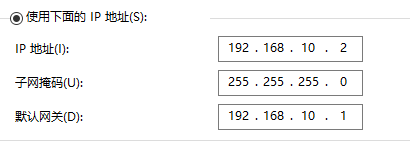 使用下面的 IP 地址(S):
IP 地址(I): 192 . 168 . 10 . 2
子网掩码(U): 255 . 255 . 255 . 0
默认网关(D): 192 . 168 . 10 . 1